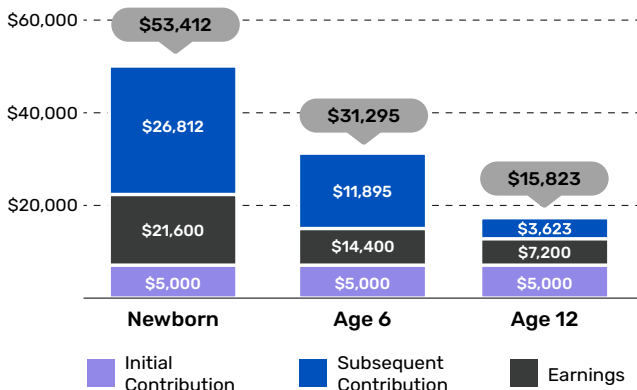 $60,000
$53,412
$40,000
$26,812
$31,295
$20,000
$11,895
$15,823
$21,600
$14,400
$3,623
$7,200
$5,000
$5,000
$5,000
Newborn
Age 6
Age 12
Initial
Contribution
Subsequent
Contribution
Earnings